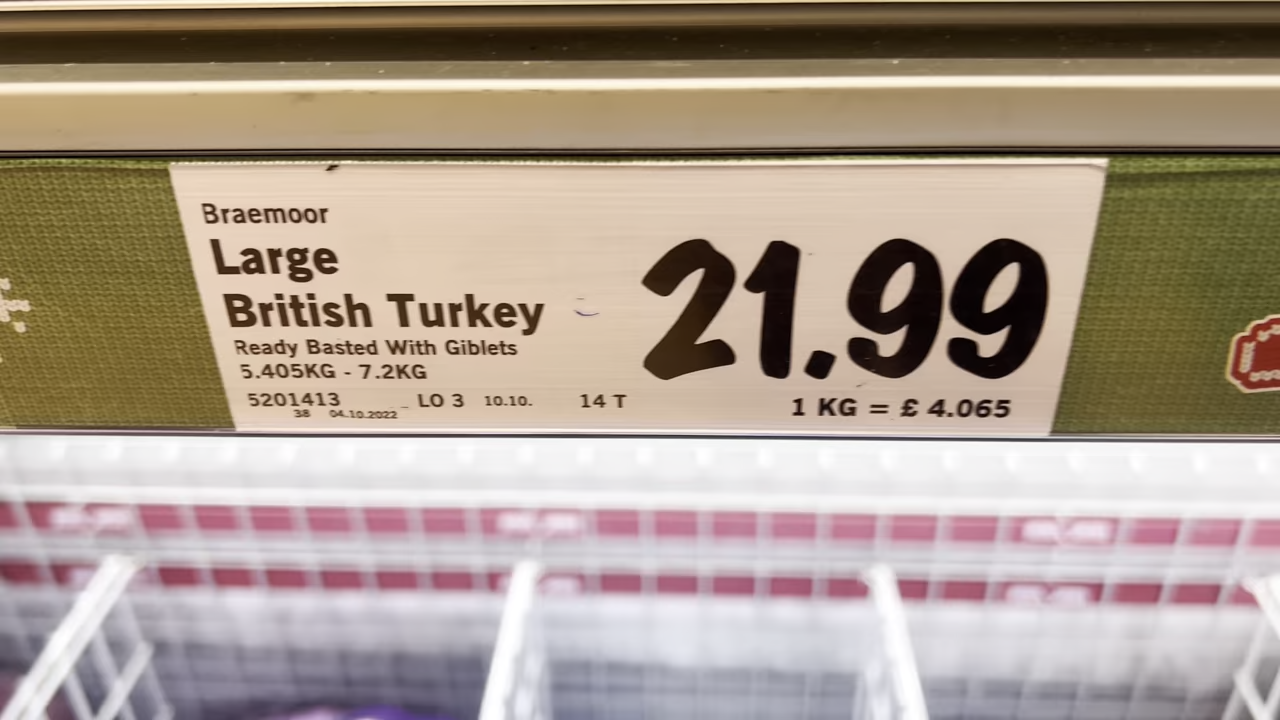 Braemoor
Large
British Turkey
Ready Basted With Giblets
5.405KG - 7.2KG
5201413 LO 3 10.10. 14 T
38 04.10.2022
21.99
1 KG = £ 4.065